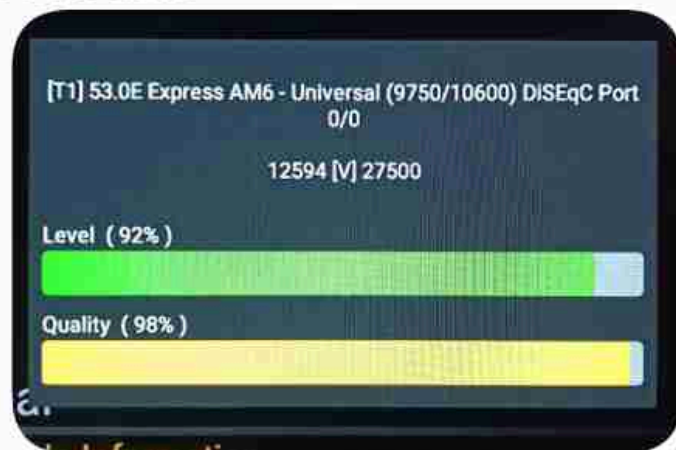 [T1] 53.0E Express AM6 - Universal (9750/10600) DiSEqC Port
0/0
12594 [V] 27500
Level ( 92% )
Quality ( 98% )